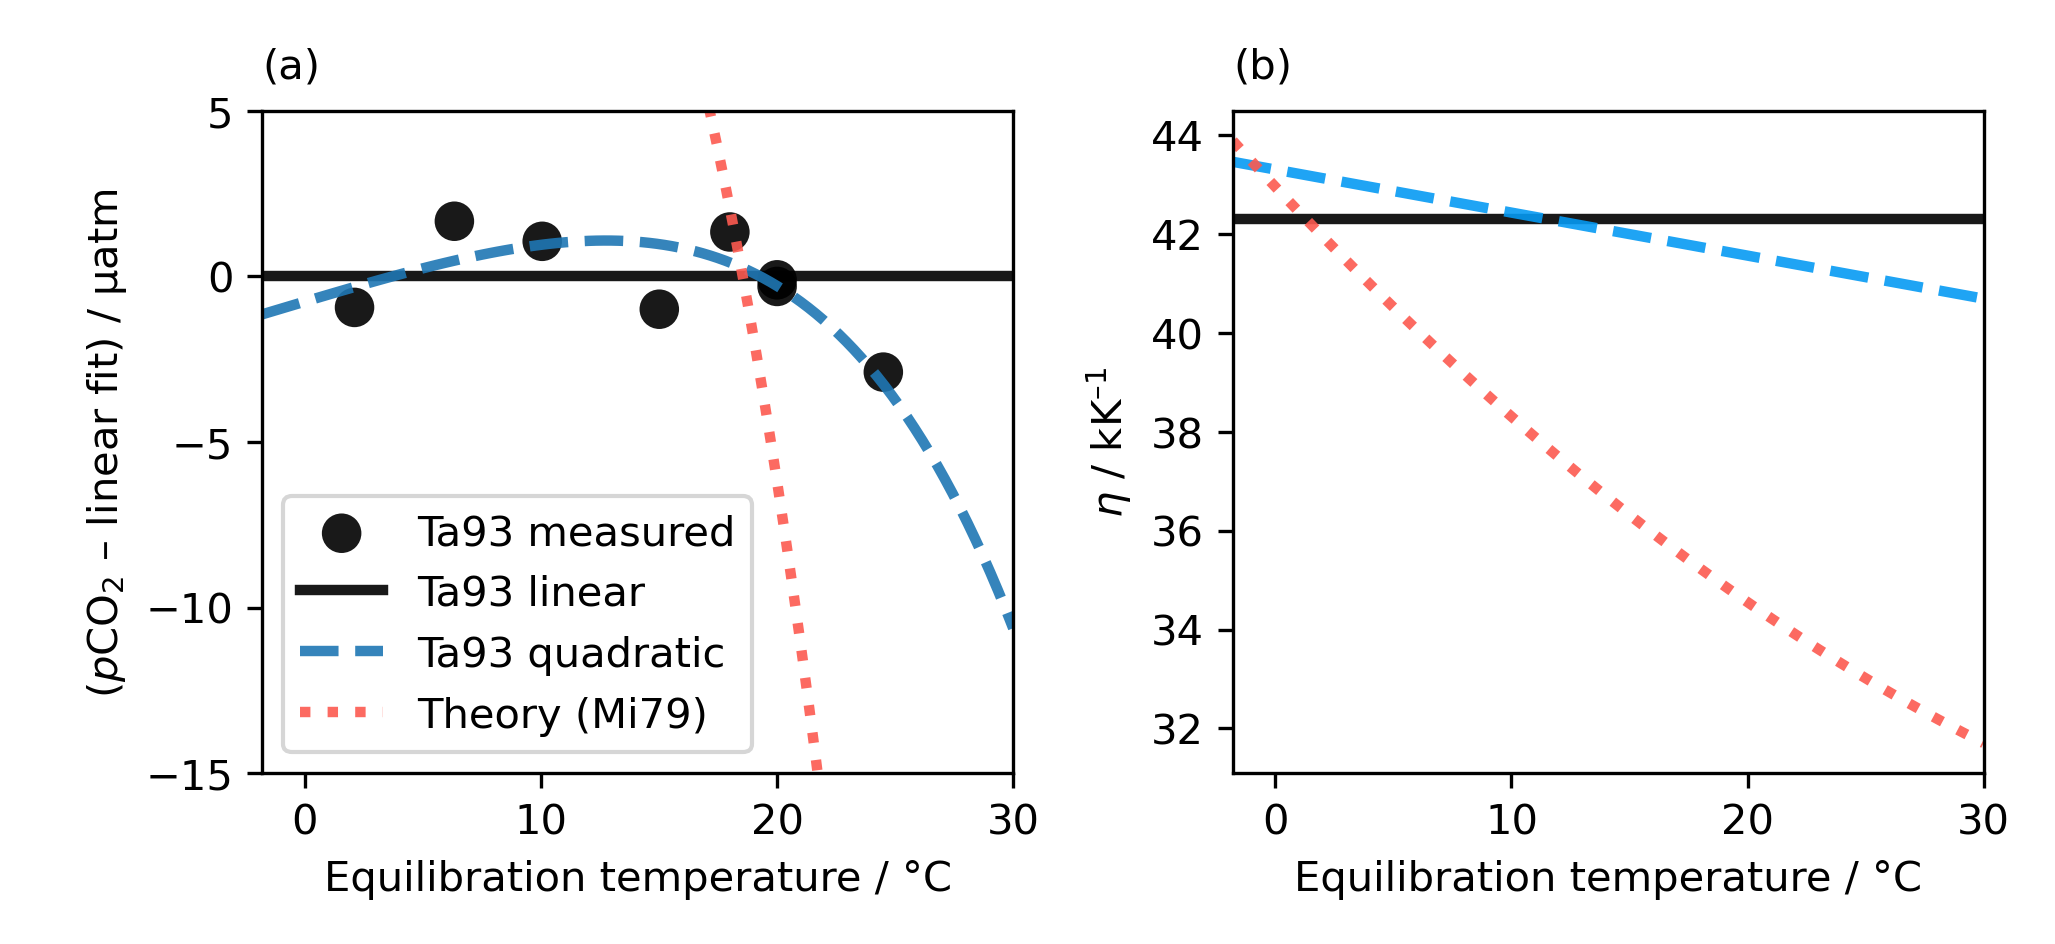 (a)
5
0
−5
−10
−15
(pCO₂ − linear fit) / µatm
Ta93 measured
Ta93 linear
Ta93 quadratic
Theory (Mi79)
0 10 20 30
Equilibration temperature / °C
(b)
44
42
40
38
36
34
32
η / kK⁻¹
0 10 20 30
Equilibration temperature / °C